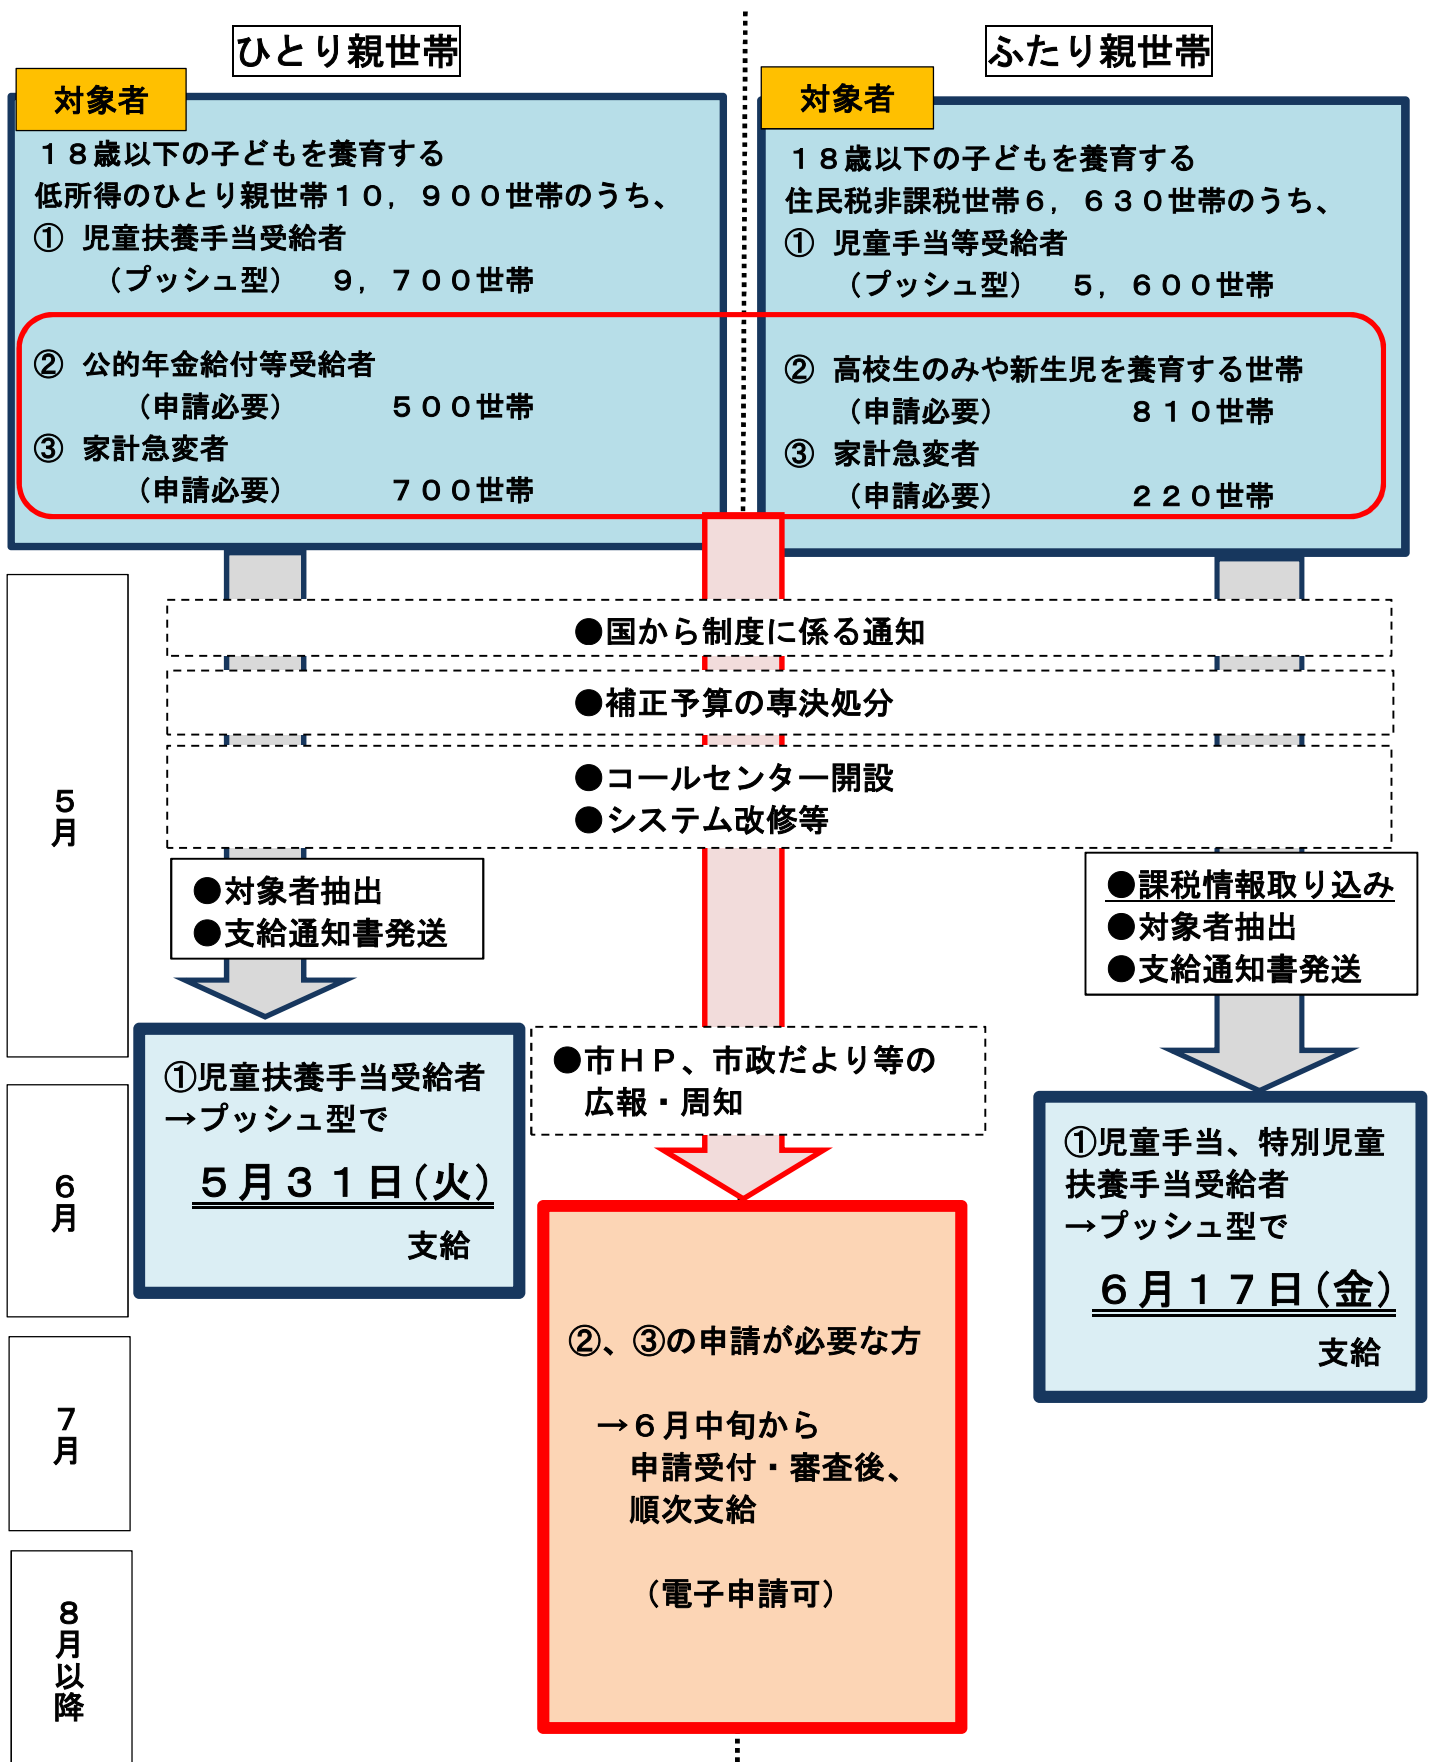 ひとり親世帯
対象者
１８歳以下の子どもを養育する
低所得のひとり親世帯１０，９００世帯のうち、
① 児童扶養手当受給者
（プッシュ型） ９，７００世帯
② 公的年金給付等受給者
（申請必要） ５００世帯
③ 家計急変者
（申請必要） ７００世帯
ふたり親世帯
対象者
１８歳以下の子どもを養育する
住民税非課税世帯６，６３０世帯のうち、
① 児童手当等受給者
（プッシュ型） ５，６００世帯
② 高校生のみや新生児を養育する世帯
（申請必要） ８１０世帯
③ 家計急変者
（申請必要） ２２０世帯
５月
●国から制度に係る通知
●補正予算の専決処分
●コールセンター開設
●システム改修等
●対象者抽出
●支給通知書発送
●課税情報取り込み
●対象者抽出
●支給通知書発送
①児童扶養手当受給者
→プッシュ型で
５月３１日（火）
支給
●市ＨＰ、市政だより等の
広報・周知
①児童手当、特別児童
扶養手当受給者
→プッシュ型で
６月１７日（金）
支給
６月
②、③の申請が必要な方
→６月中旬から
申請受付・審査後、
順次支給
（電子申請可）
７月
８月以降